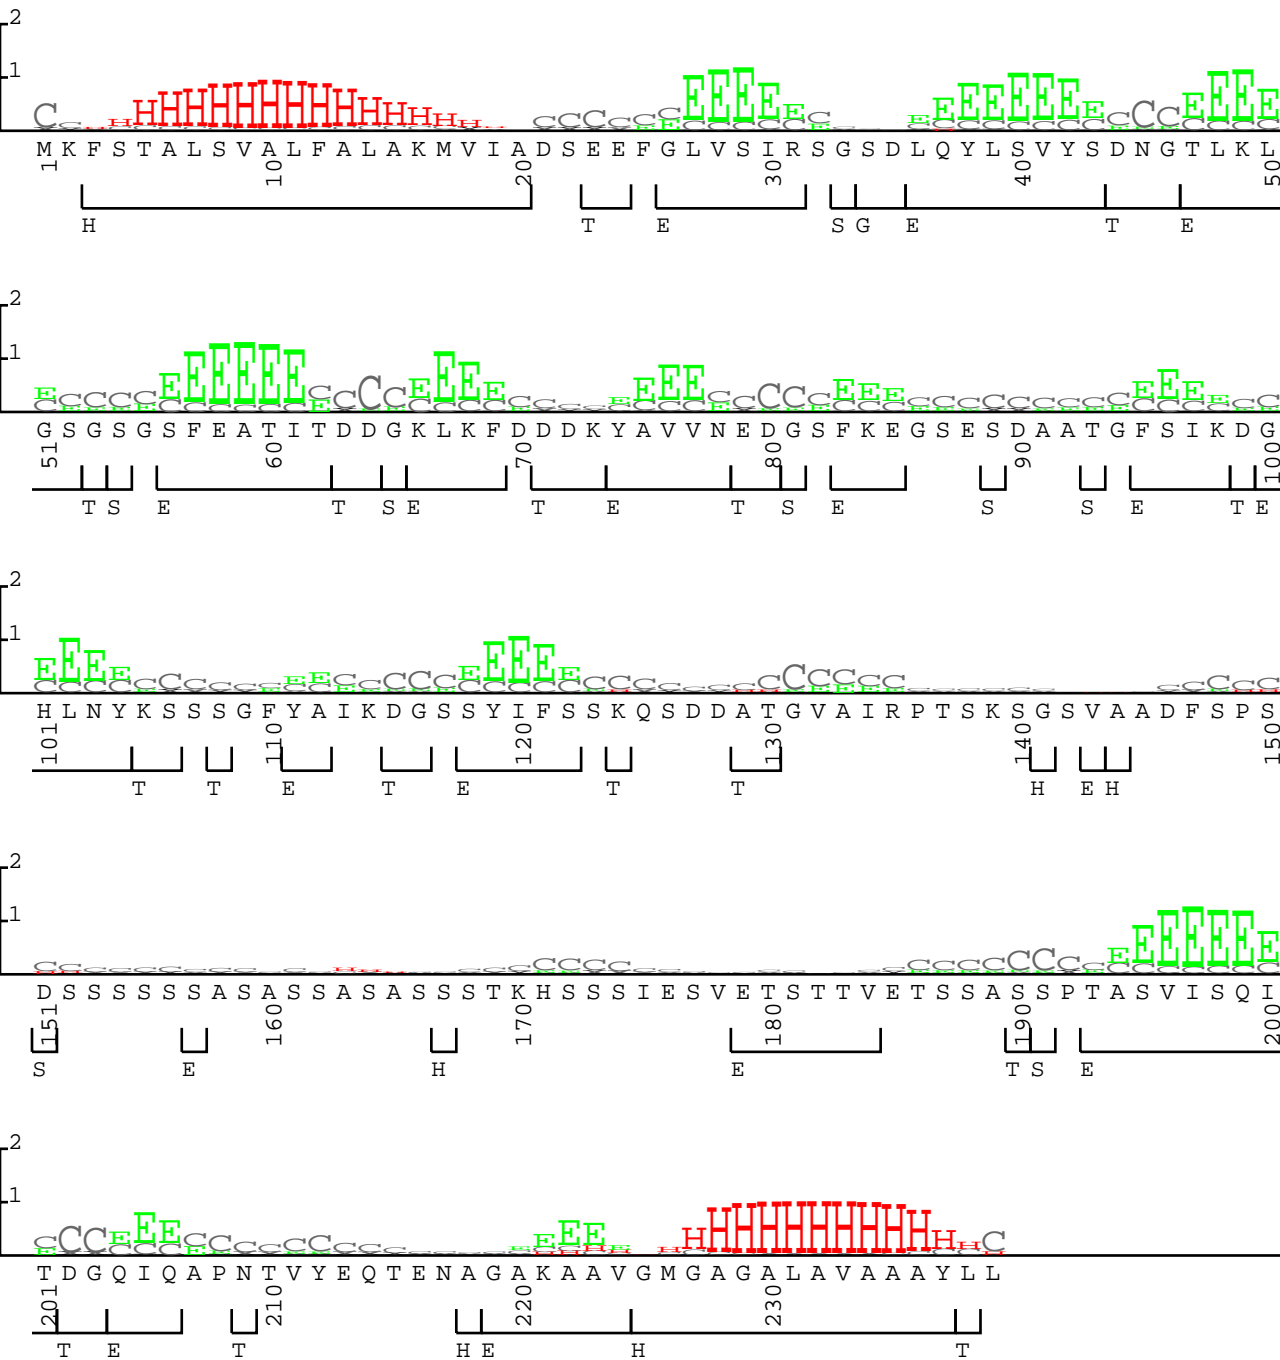 2
1
M K F S T A L S V A L F A L A K M V I A D S E E F G L V S I R S G S D L Q Y L S V Y S D N G T L K L
1 10 20 30 40 50
H T E S G E T E
2
1
G S G S G S F E A T I T D D G K L K F D D D K Y A V V N E D G S F K E G S E S D A A T G F S I K D G
51 60 70 80 90 100
T S E T S E T E T S E S S E T E
2
1
H L N Y K S S S G F Y A I K D G S S Y I F S S K Q S D D A T G V A I R P T S K S G S V A A D F S P S
101 110 120 130 140 150
T T E T E T T H E H
2
1
D S S S S S S A S A S S A S A S S S T K H S S S I E S V E T S T T V E T S S A S S P T A S V I S Q I
151 160 170 180 190 200
S E H E T S E
2
1
T D G Q I Q A P N T V Y E Q T E N A G A K A A V G M G A G A L A V A A A Y L L
201 210 220 230
T E T H E H T